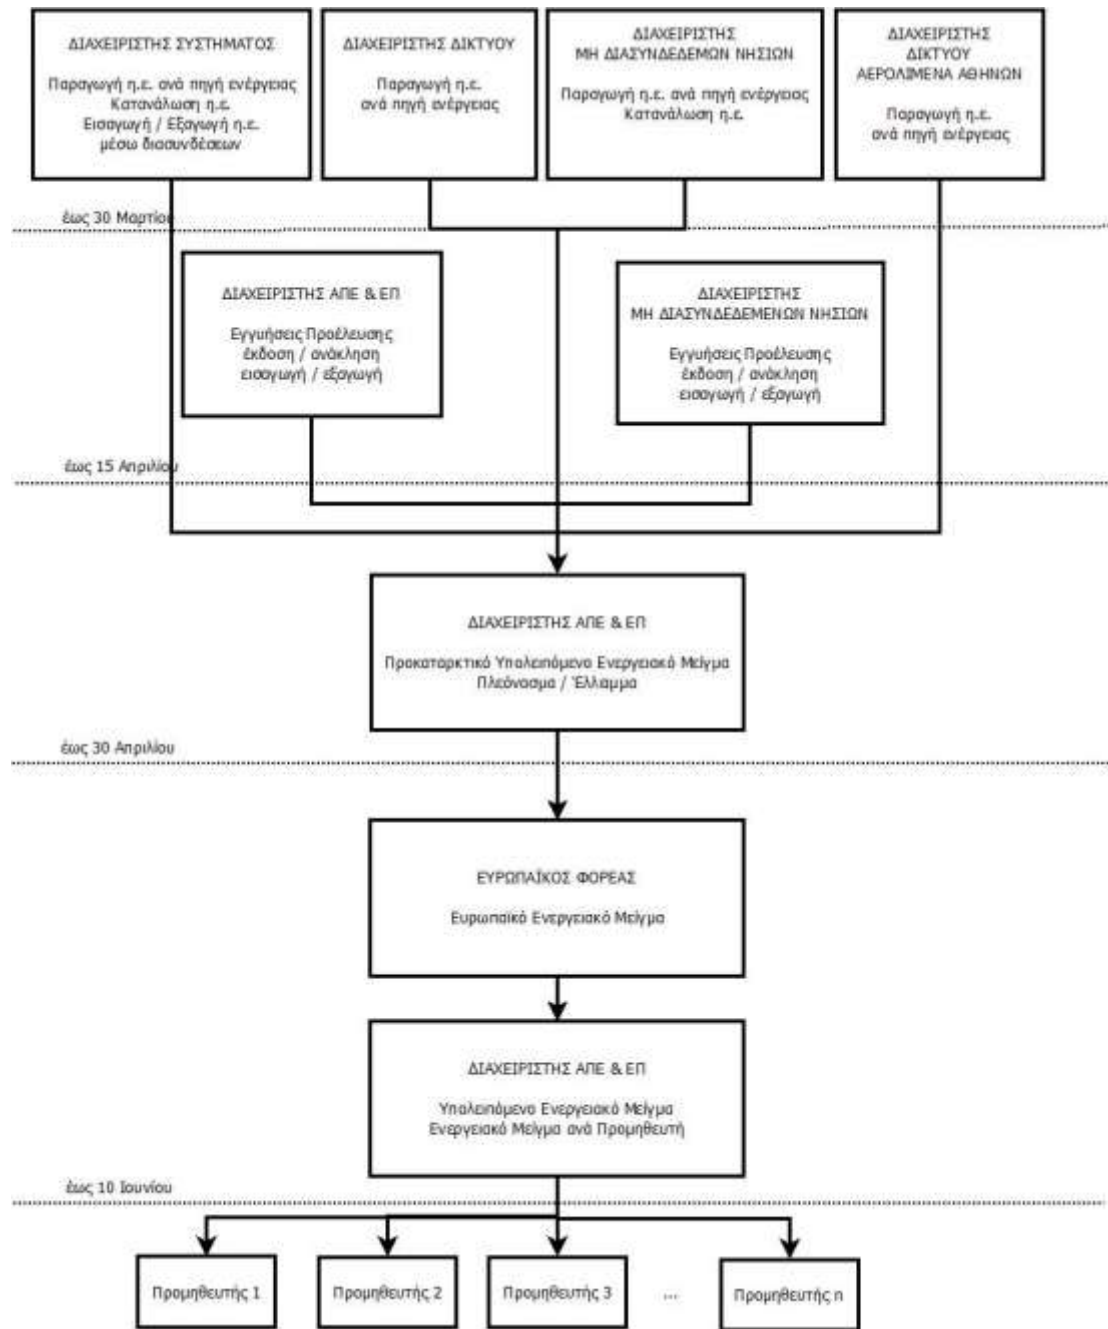 ΔΙΑΧΕΙΡΙΣΤΗΣ ΣΥΣΤΗΜΑΤΟΣ
Παραγωγή η.ε. ανά πηγή ενέργειας
Κατανάλωση η.ε.
Εισαγωγή / Εξαγωγή η.ε.
μέσω διασυνδέσεων
ΔΙΑΧΕΙΡΙΣΤΗΣ ΔΙΚΤΥΟΥ
Παραγωγή η.ε.
ανά πηγή ενέργειας
ΔΙΑΧΕΙΡΙΣΤΗΣ
ΜΗ ΔΙΑΣΥΝΔΕΔΕΜΩΝ ΝΗΣΙΩΝ
Παραγωγή η.ε. ανά πηγή ενέργειας
Κατανάλωση η.ε.
ΔΙΑΧΕΙΡΙΣΤΗΣ
ΔΙΚΤΥΟΥ
ΑΕΡΟΛΙΜΕΝΑ ΑΘΗΝΩΝ
Παραγωγή η.ε.
ανά πηγή ενέργειας
έως 30 Μαρτίου
ΔΙΑΧΕΙΡΙΣΤΗΣ ΑΠΕ & ΕΠ
Εγγυήσεις Προέλευσης
έκδοση / ανάκληση
εισαγωγή / εξαγωγή
ΔΙΑΧΕΙΡΙΣΤΗΣ
ΜΗ ΔΙΑΣΥΝΔΕΔΕΜΕΝΩΝ ΝΗΣΙΩΝ
Εγγυήσεις Προέλευσης
έκδοση / ανάκληση
εισαγωγή / εξαγωγή
έως 15 Απριλίου
ΔΙΑΧΕΙΡΙΣΤΗΣ ΑΠΕ & ΕΠ
Προκαταρκτικό Υπολειπόμενο Ενεργειακό Μείγμα
Πλεόνασμα / Έλλειμμα
έως 30 Απριλίου
ΕΥΡΩΠΑΪΚΟΣ ΦΟΡΕΑΣ
Ευρωπαϊκό Ενεργειακό Μείγμα
ΔΙΑΧΕΙΡΙΣΤΗΣ ΑΠΕ & ΕΠ
Υπολειπόμενο Ενεργειακό Μείγμα
Ενεργειακό Μείγμα ανά Προμηθευτή
έως 10 Ιουνίου
Προμηθευτής 1
Προμηθευτής 2
Προμηθευτής 3
...
Προμηθευτής n